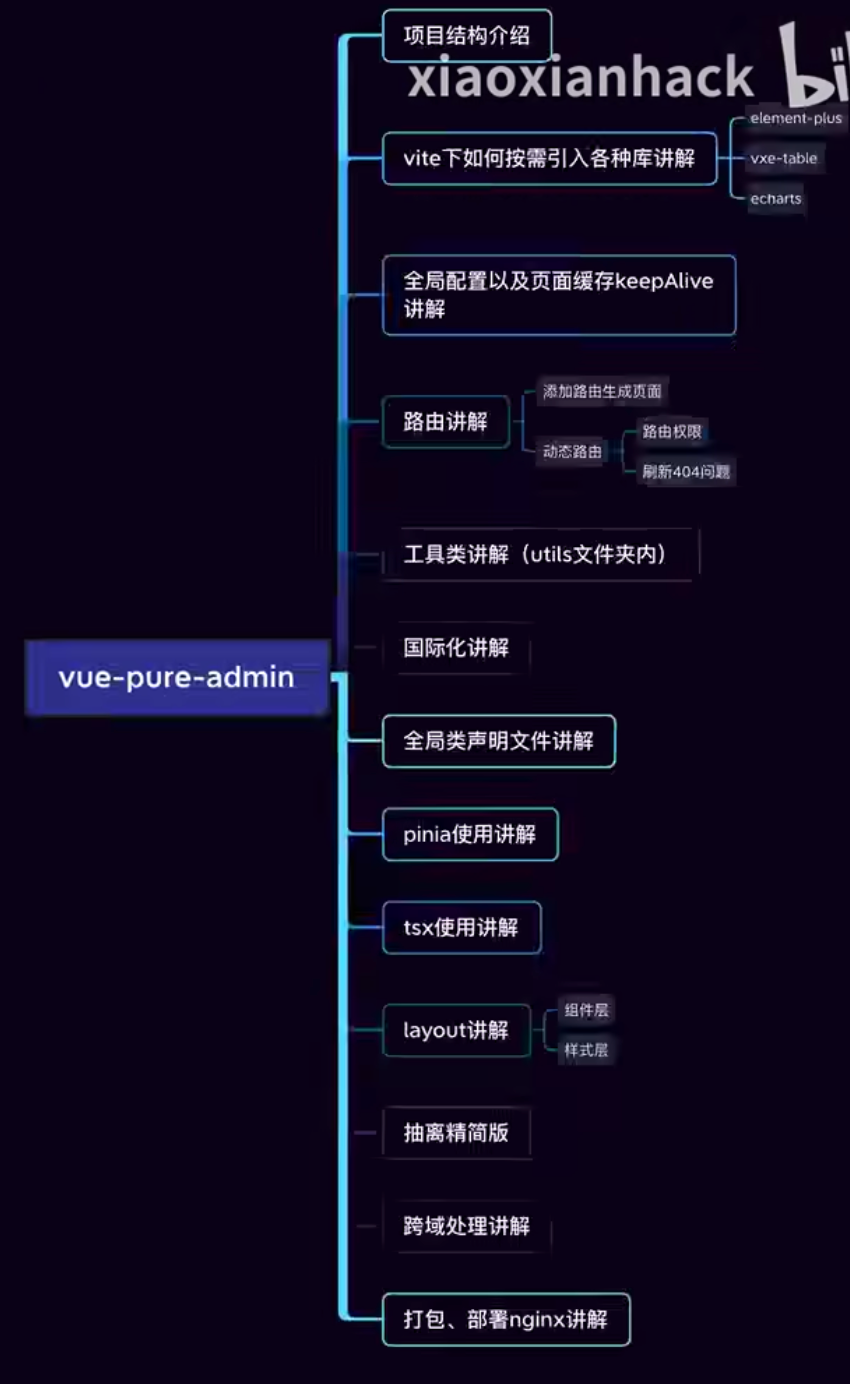 项目结构介绍
xiaoxianhack
vite下如何按需引入各种库讲解
element-plus
vxe-table
echarts
全局配置以及页面缓存keepAlive
讲解
路由讲解
添加路由生成页面
动态路由
路由权限
刷新404问题
工具类讲解（utils文件夹内）
国际化讲解
vue-pure-admin
全局类声明文件讲解
pinia使用讲解
tsx使用讲解
layout讲解
组件层
样式层
抽离精简版
跨域处理讲解
打包、部署nginx讲解